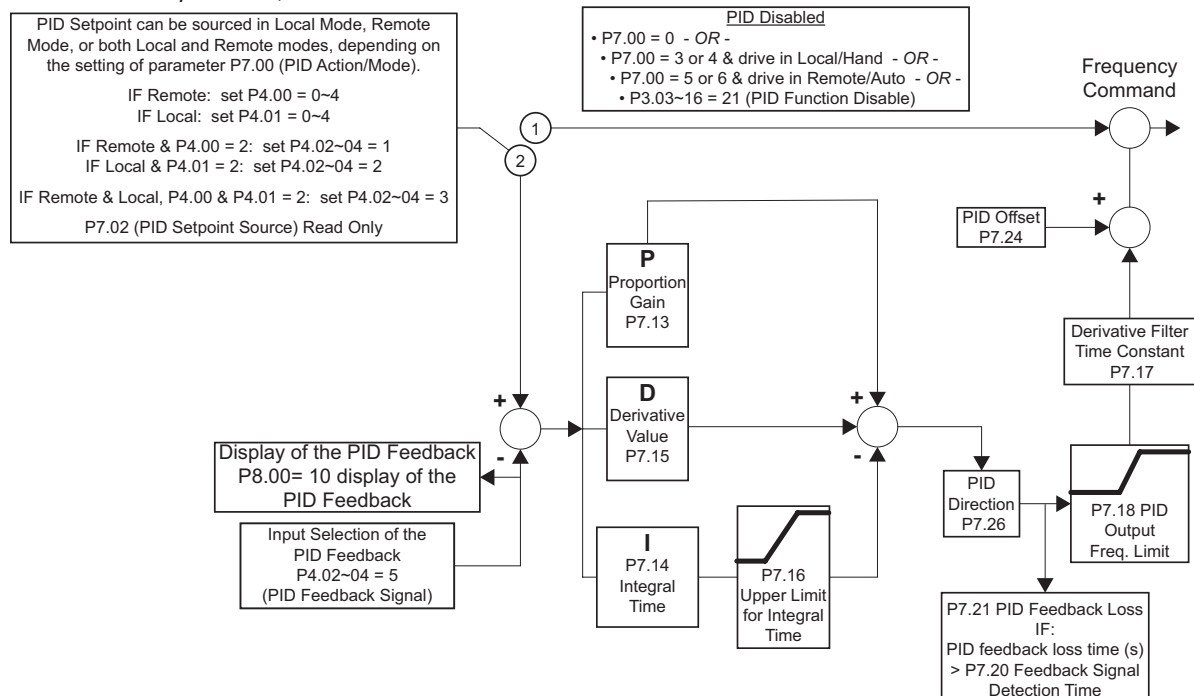 PID Setpoint can be sourced in Local Mode, Remote
Mode, or both Local and Remote modes, depending on
the setting of parameter P7.00 (PID Action/Mode).
IF Remote: set P4.00 = 0~4
IF Local: set P4.01 = 0~4
IF Remote & P4.00 = 2: set P4.02~04 = 1
IF Local & P4.01 = 2: set P4.02~04 = 2
IF Remote & Local, P4.00 & P4.01 = 2: set P4.02~04 = 3
P7.02 (PID Setpoint Source) Read Only
PID Disabled
• P7.00 = 0 - OR -
• P7.00 = 3 or 4 & drive in Local/Hand - OR -
• P7.00 = 5 or 6 & drive in Remote/Auto - OR -
• P3.03~16 = 21 (PID Function Disable)
Frequency
Command
1
2
+
PID Offset
P7.24
P
Proportion
Gain
P7.13
Derivative Filter
Time Constant
P7.17
+
-
D
Derivative
Value
P7.15
+
-
Display of the PID Feedback
P8.00= 10 display of the
PID Feedback
Input Selection of the
PID Feedback
P4.02~04 = 5
(PID Feedback Signal)
I
P7.14
Integral
Time
P7.16
Upper Limit
for Integral
Time
PID
Direction
P7.26
P7.18 PID
Output
Freq. Limit
P7.21 PID Feedback Loss
IF:
PID feedback loss time (s)
> P7.20 Feedback Signal
Detection Time